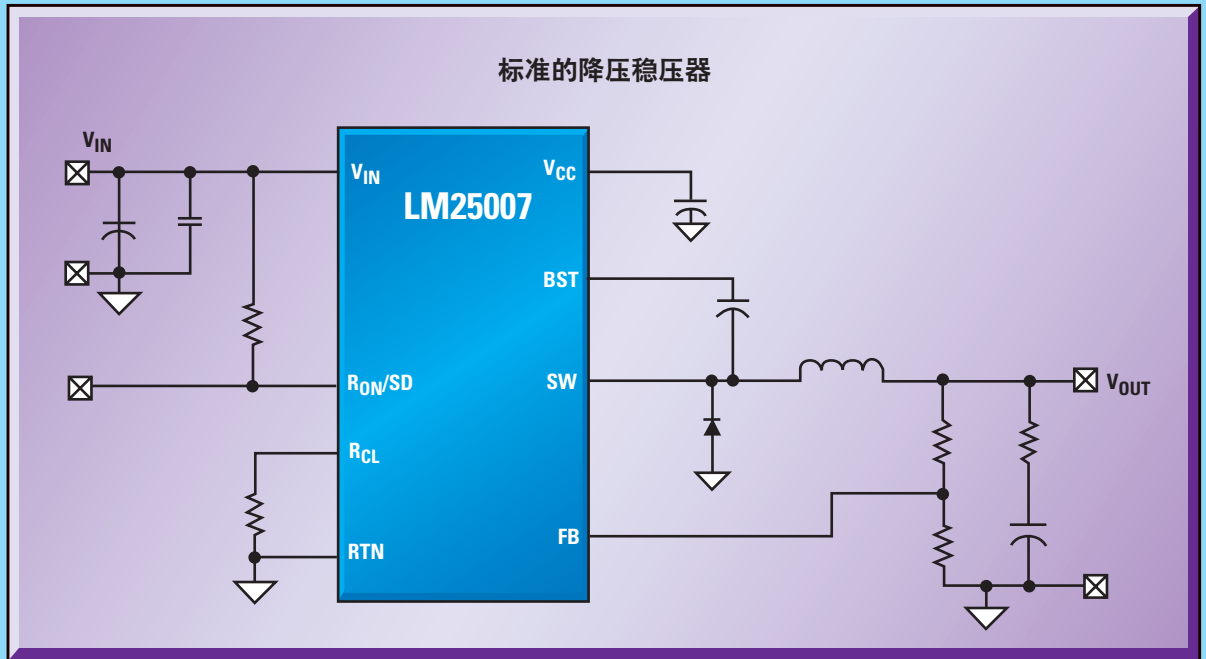 标准的降压稳压器
VIN
VIN
VCC
LM25007
BST
RON/SD
SW
VOUT
RCL
RTN
FB